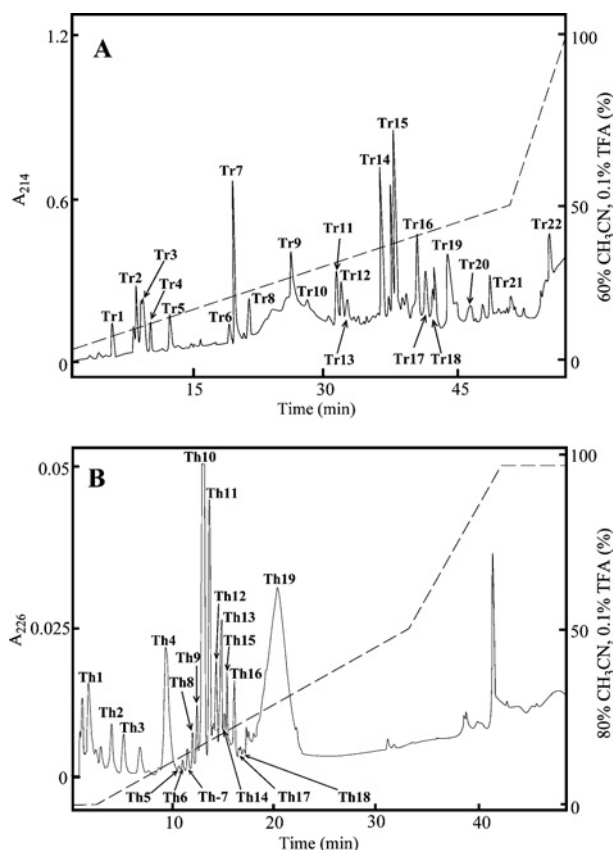 A
1.2
0.6
0
A214
100
50
0
60% CH3CN, 0.1% TFA (%)
Tr1
Tr2
Tr3
Tr4
Tr5
Tr6
Tr7
Tr8
Tr9
Tr10
Tr11
Tr12
Tr13
Tr14
Tr15
Tr16
Tr17
Tr18
Tr19
Tr20
Tr21
Tr22
15
30
45
Time (min)
B
0.05
0.025
0
A226
100
50
0
80% CH3CN, 0.1% TFA (%)
Th1
Th2
Th3
Th4
Th5
Th6
Th-7
Th8
Th9
Th10
Th11
Th12
Th13
Th15
Th16
Th14
Th17
Th18
Th19
10
20
30
40
Time (min)